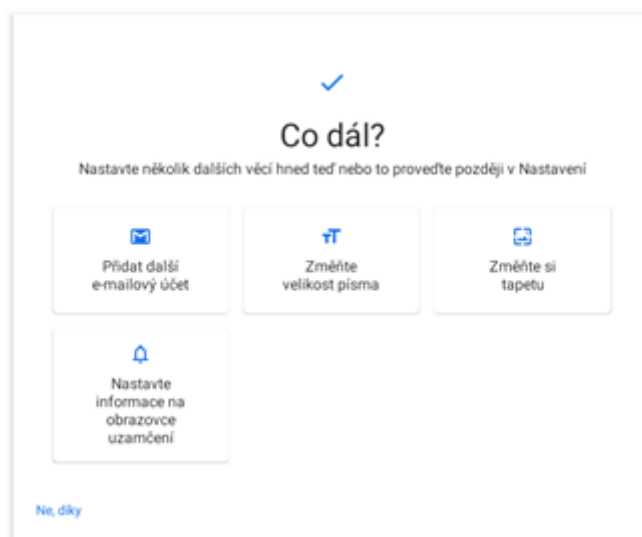 Co dál?
Nastavte několik dalších věcí hned teď nebo to proveďte později v Nastavení
Přidat další
e-mailový účet
Změňte
velikost písma
Změňte si
tapetu
Nastavte
informace na
obrazovce
uzamčení
Ne, díky